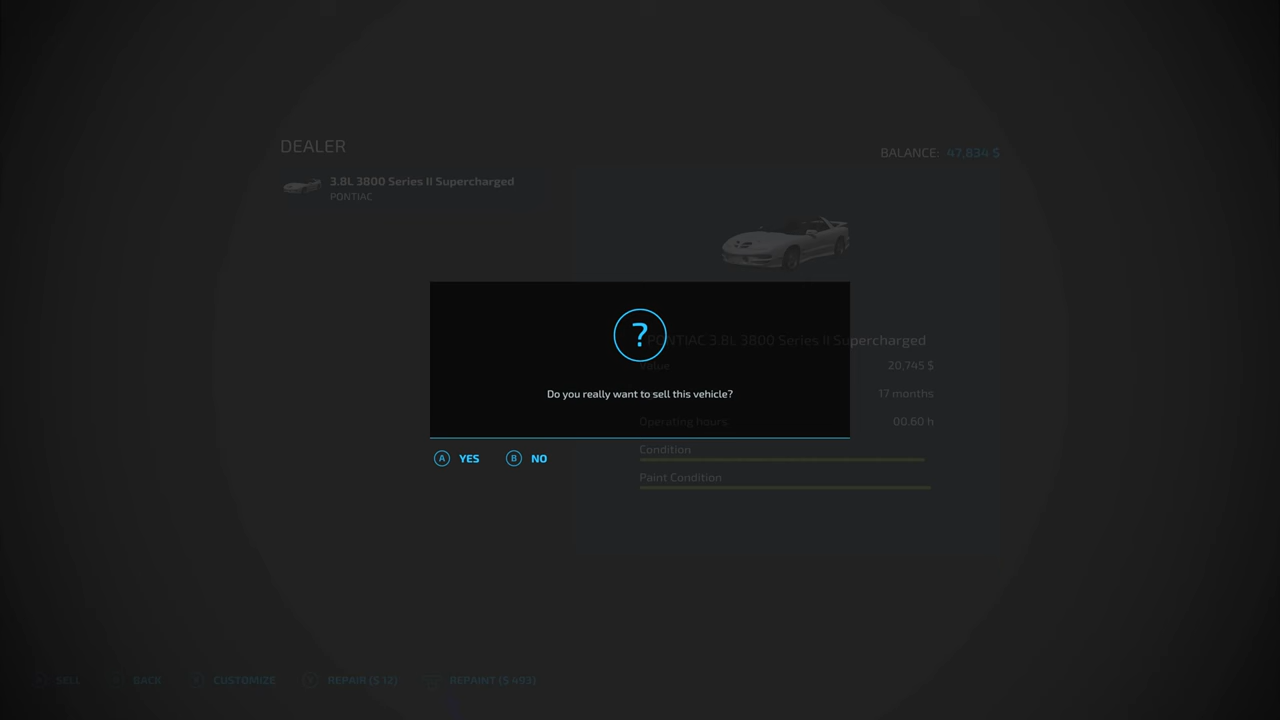 DEALER
BALANCE: 47,834 $
3.8L 3800 Series II Supercharged
PONTIAC
?
PONTIAC 3.8L 3800 Series II Supercharged
Value 20,745 $
Do you really want to sell this vehicle?
17 months
Operating hours 00.60 h
Condition
A YES B NO
Paint Condition
SELL BACK CUSTOMIZE REPAIR ($ 12) REPAINT ($ 493)